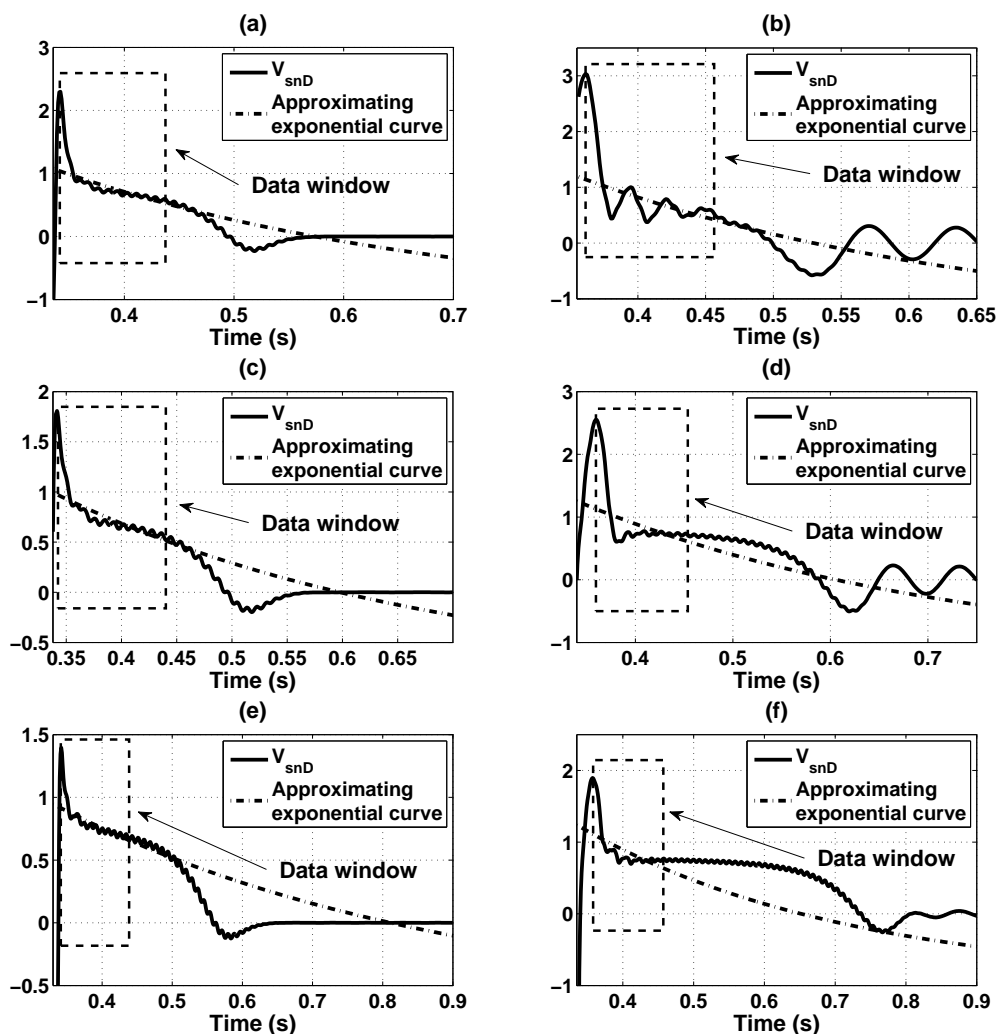 (a)
3
2
1
0
−1
0.4
0.5
0.6
0.7
Time (s)
V_snD
Approximating
exponential curve
Data window
(b)
4
3
2
1
0
−1
0.4
0.45
0.5
0.55
0.6
0.65
Time (s)
V_snD
Approximating
exponential curve
Data window
(c)
2
1.5
1
0.5
0
−0.5
0.35
0.4
0.45
0.5
0.55
0.6
0.65
Time (s)
V_snD
Approximating
exponential curve
Data window
(d)
3
2
1
0
−1
0.4
0.5
0.6
0.7
Time (s)
V_snD
Approximating
exponential curve
Data window
(e)
1.5
1
0.5
0
−0.5
0.4
0.5
0.6
0.7
0.8
0.9
Time (s)
V_snD
Approximating
exponential curve
Data window
(f)
2
1
0
−1
0.4
0.5
0.6
0.7
0.8
0.9
Time (s)
V_snD
Approximating
exponential curve
Data window